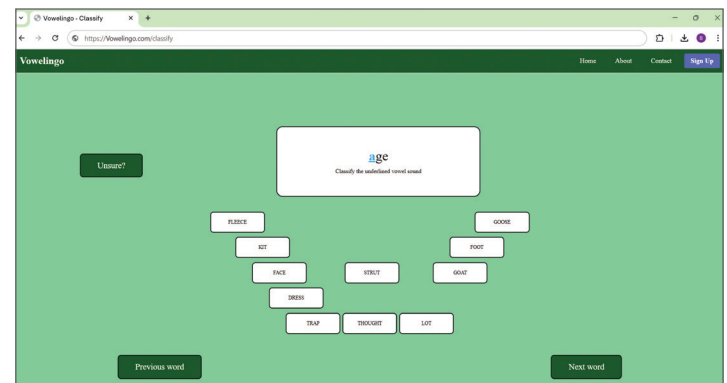 Vowelingo - Classify
https://Vowelingo.com/classify
Vowelingo Home About Contact Sign Up
age
Unsure?
Classify the underlined vowel sound
FLEECE GOOSE
KIT FOOT
FACE STRUT GOAT
DRESS
TRAP THOUGHT LOT
Previous word Next word